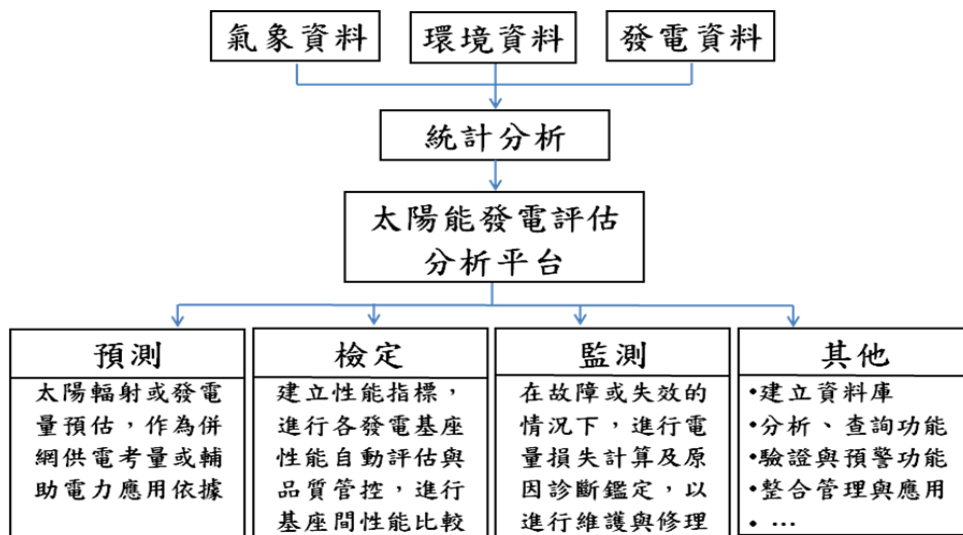 氣象資料
環境資料
發電資料
統計分析
太陽能發電評估
分析平台
預測
太陽輻射或發電
量預估，作為併
網供電考量或輔
助電力應用依據
檢定
建立性能指標，
進行各發電基座
性能自動評估與
品質管控，進行
基座間性能比較
監測
在故障或失效的
情況下，進行電
量損失計算及原
因診斷鑑定，以
進行維護與修理
其他
•建立資料庫
•分析、查詢功能
•驗證與預警功能
•整合管理與應用
• …